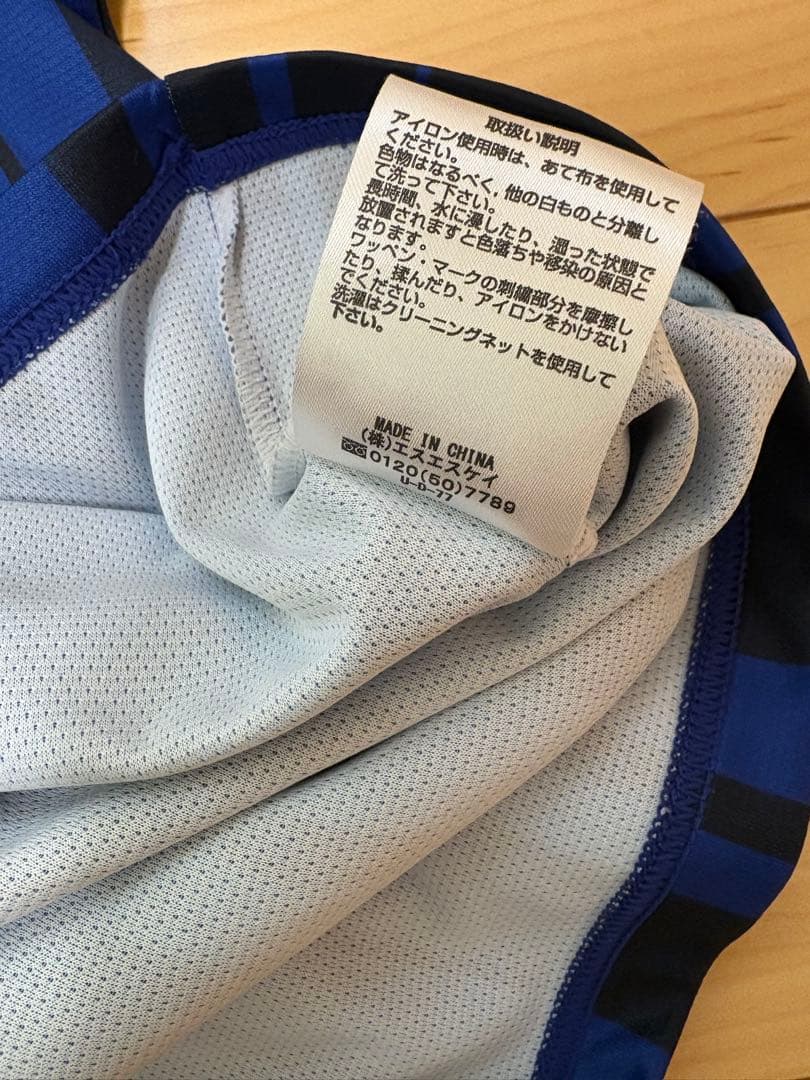 取扱い説明
アイロン使用時は、あて布を使用して
ください。
色物はなるべく、他の白ものと分離し
て洗って下さい。
長時間、水に濡したり、湿った状態で
放置されますと色落ちや移染の原因と
なります。
ワッペン・マークの刺繍部分を摩擦し
たり、揉んだり、アイロンをかけない
でください。
洗濯はクリーニングネットを使用して
下さい。
MADE IN CHINA
(株)エスエスケイ
0120(50)7789
U-D-77